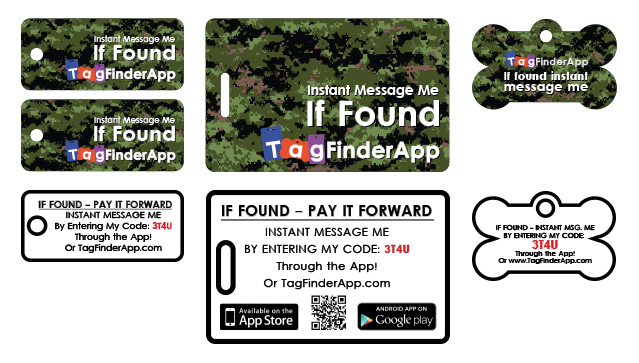 Instant Message Me
If Found
TagFinderApp
Instant Message Me
If Found
TagFinderApp
IF FOUND – PAY IT FORWARD
INSTANT MESSAGE ME
By Entering My Code: 3T4U
Through the App!
Or TagFinderApp.com
Instant Message Me
If Found
TagFinderApp
IF FOUND – PAY IT FORWARD
INSTANT MESSAGE ME
BY ENTERING MY CODE: 3T4U
Through the App!
Or TagFinderApp.com
Available on the
App Store
ANDROID APP ON
Google play
TagFinderApp
If found instant
message me
IF FOUND – INSTANT MSG. ME
BY ENTERING MY CODE:
3T4U
Through the App!
Or www.TagFinderApp.com